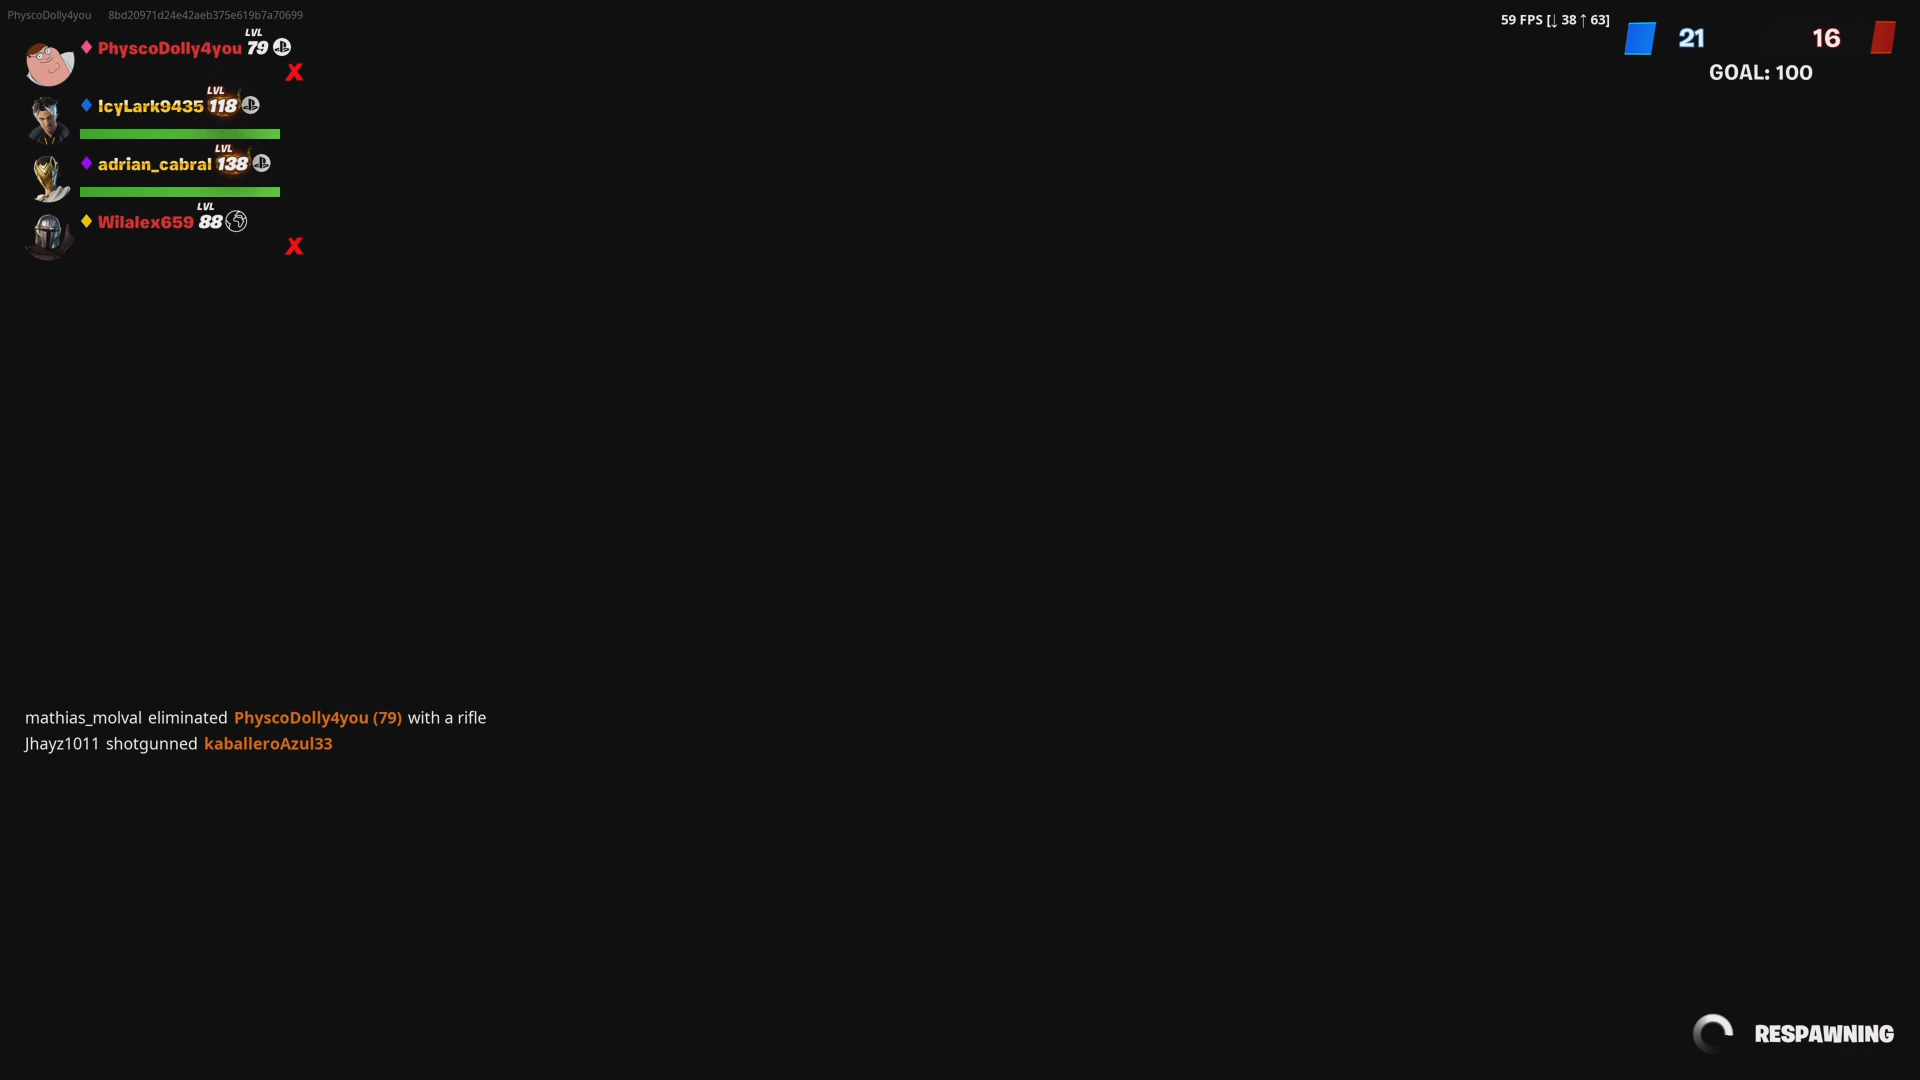 PhyscoDolly4you 8bd20971d24e42aeb375e619b7a70699
59 FPS [↓ 38 ↑ 63]
21 16
GOAL: 100
LVL
PhyscoDolly4you 79
X
LVL
IcyLark9435 118
LVL
adrian_cabral 138
LVL
Wilalex659 88
X
mathias_molval eliminated PhyscoDolly4you (79) with a rifle
Jhayz1011 shotgunned kaballeroAzul33
RESPAWNING